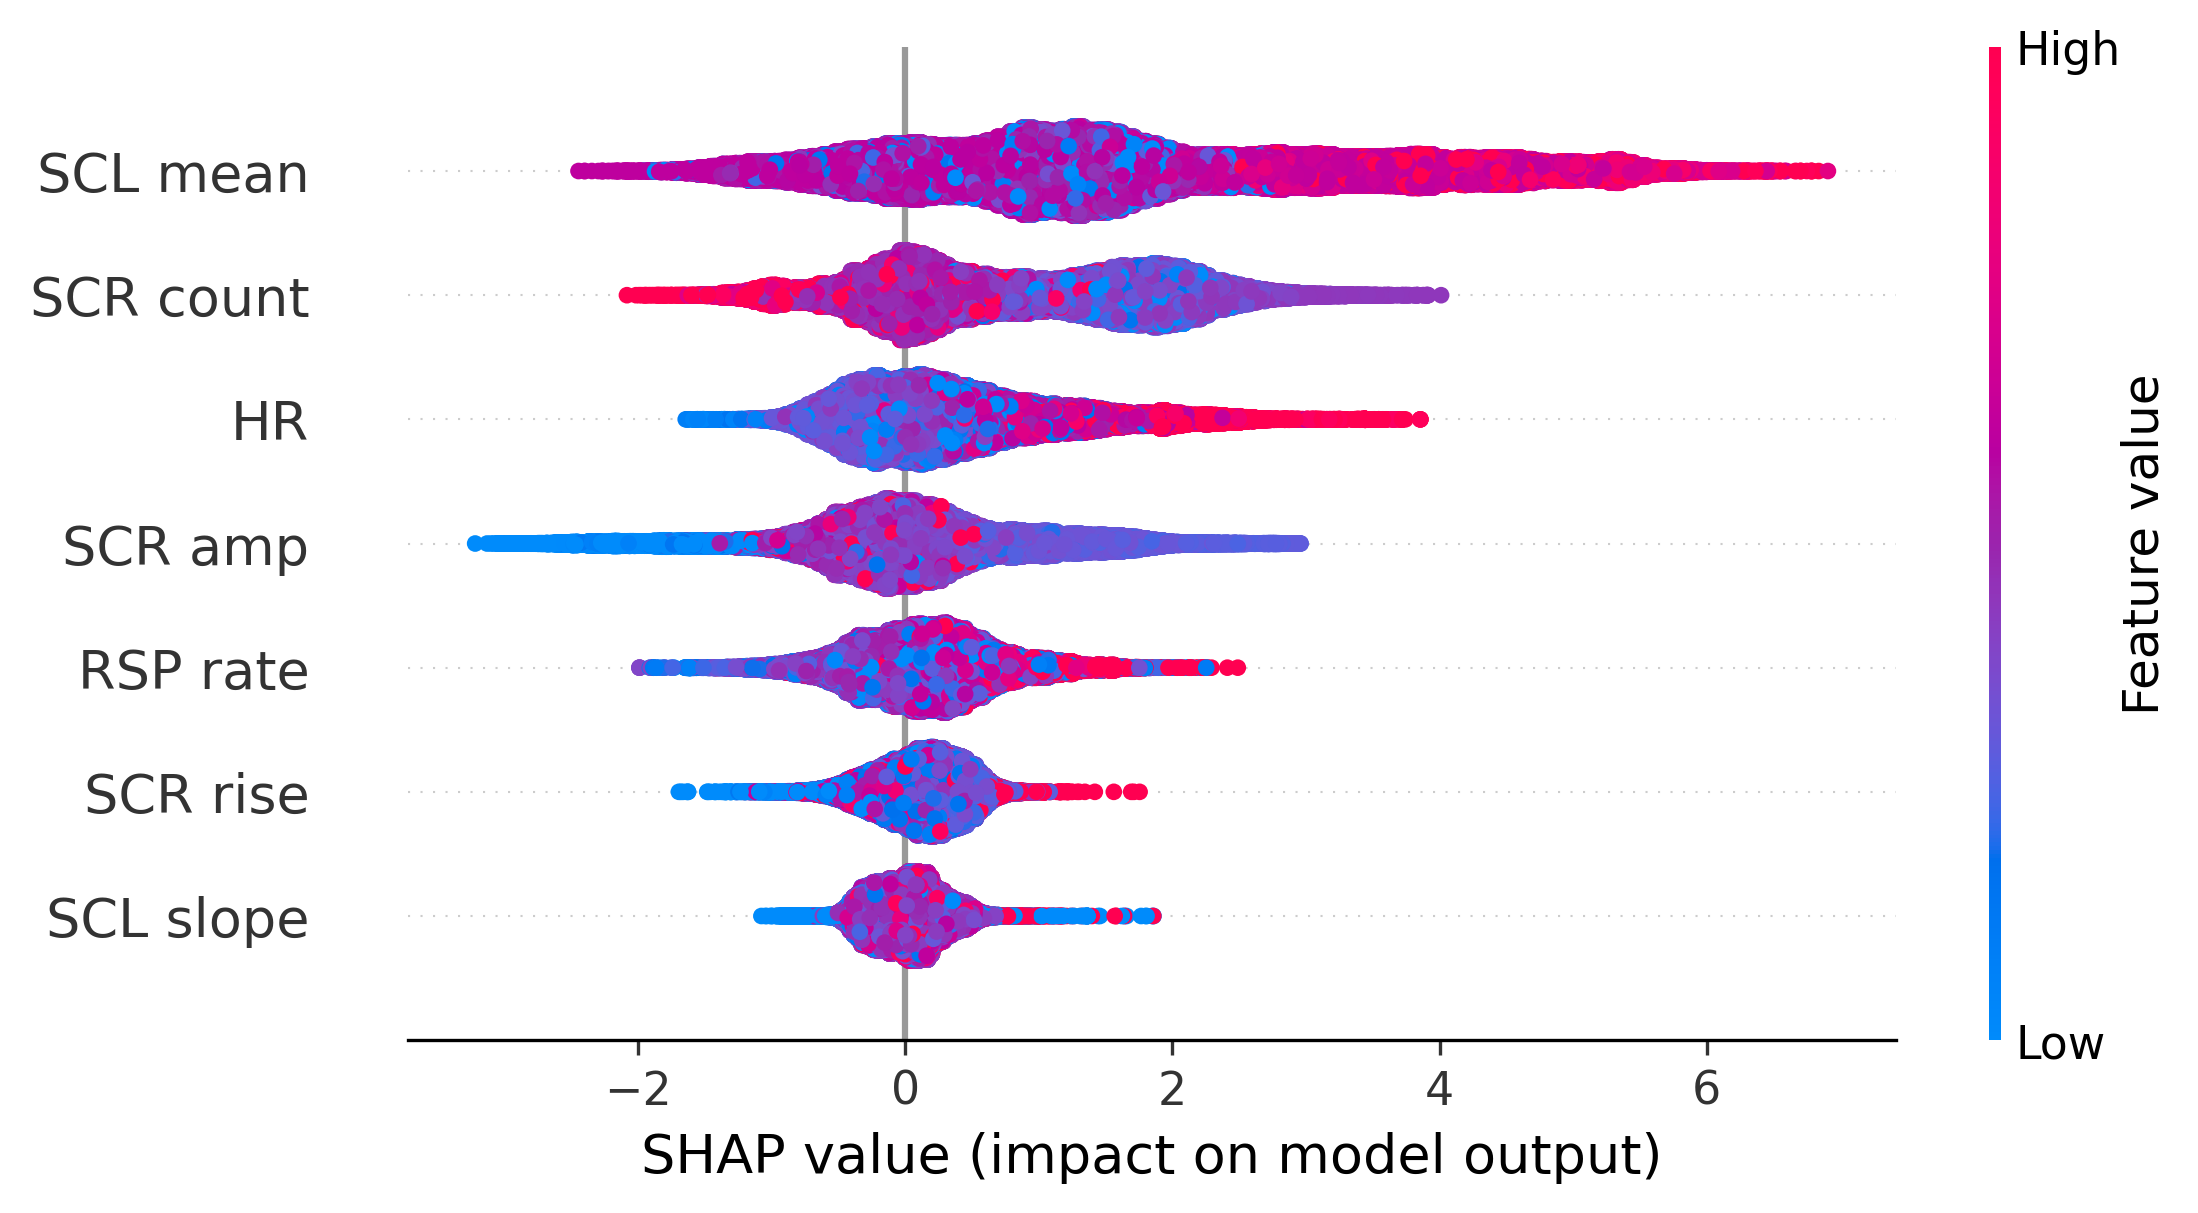 High
SCL mean
SCR count
HR
SCR amp
RSP rate
SCR rise
SCL slope
Feature value
Low
−2 0 2 4 6
SHAP value (impact on model output)